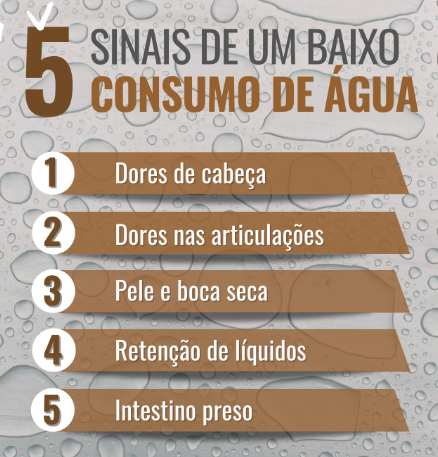 5 SINAIS DE UM BAIXO
CONSUMO DE ÁGUA
1 Dores de cabeça
2 Dores nas articulações
3 Pele e boca seca
4 Retenção de líquidos
5 Intestino preso